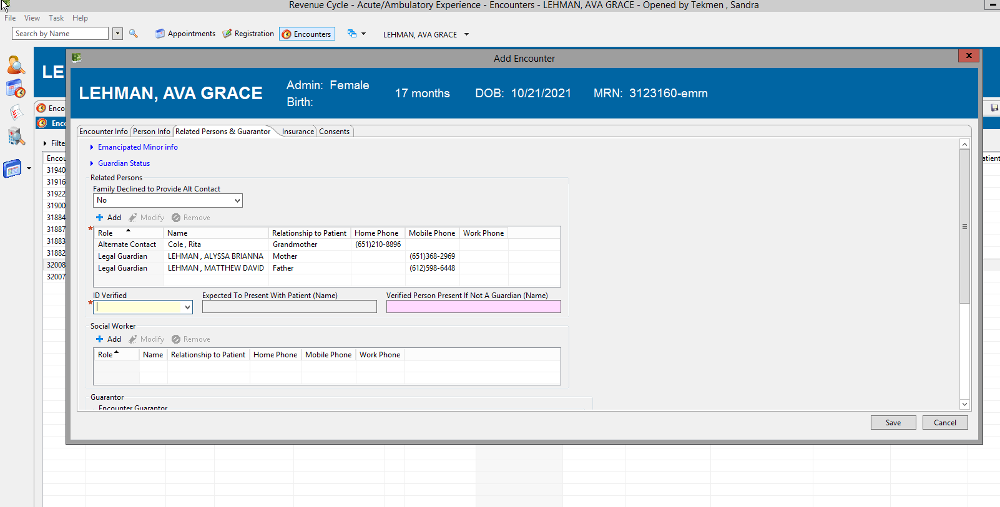 Revenue Cycle - Acute/Ambulatory Experience - Encounters - LEHMAN, AVA GRACE - Opened by Tekmen , Sandra
File View Task Help
Search by Name Appointments Registration Encounters LEHMAN, AVA GRACE
Add Encounter X
LE
LEHMAN, AVA GRACE Admin: Female 17 months DOB: 10/21/2021 MRN: 3123160-emrn
Birth:
Encou
Enco
Filte
Encou
31940
31916
31922
31900
31884
31887
31883
31882
32008
32007
atient
Encounter Info Person Info Related Persons & Guarantor Insurance Consents
Emancipated Minor info
Guardian Status
Related Persons
Family Declined to Provide Alt Contact
No
Add Modify Remove
* Role Name Relationship to Patient Home Phone Mobile Phone Work Phone
Alternate Contact Cole , Rita Grandmother (651)210-8896
Legal Guardian LEHMAN , ALYSSA BRIANNA Mother (651)368-2969
Legal Guardian LEHMAN , MATTHEW DAVID Father (612)598-6448
ID Verified Expected To Present With Patient (Name) Verified Person Present If Not A Guardian (Name)
*
Social Worker
Add Modify Remove
Role Name Relationship to Patient Home Phone Mobile Phone Work Phone
Guarantor
Encounter Guarantor
Save Cancel